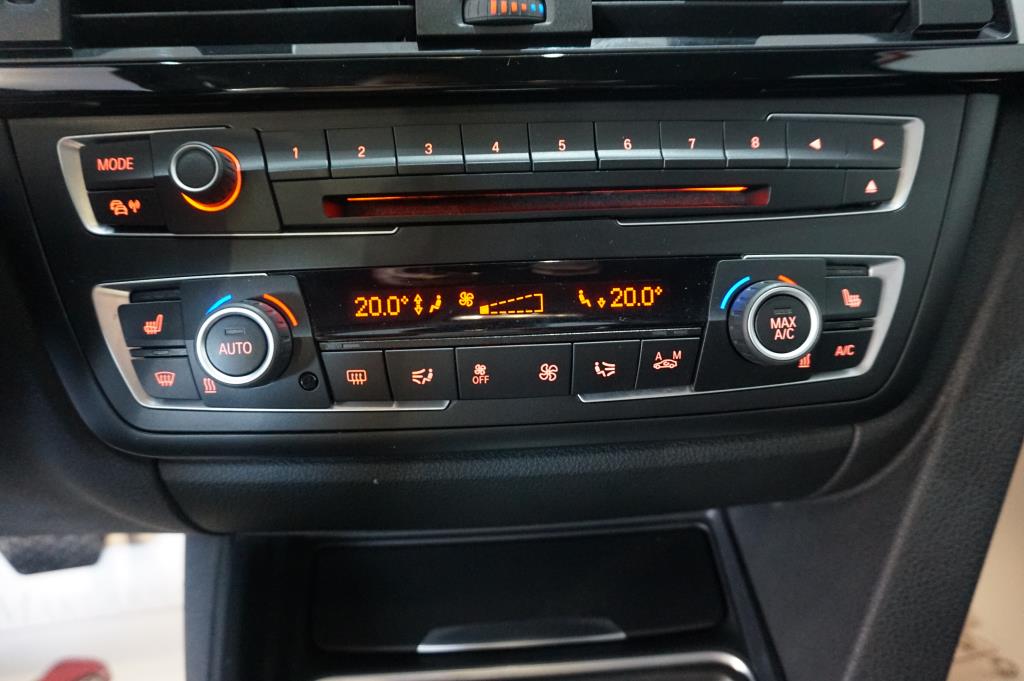 MODE 1 2 3 4 5 6 7 8
20.0° 20.0°
AUTO MAX A/C
A/C
OFF A M